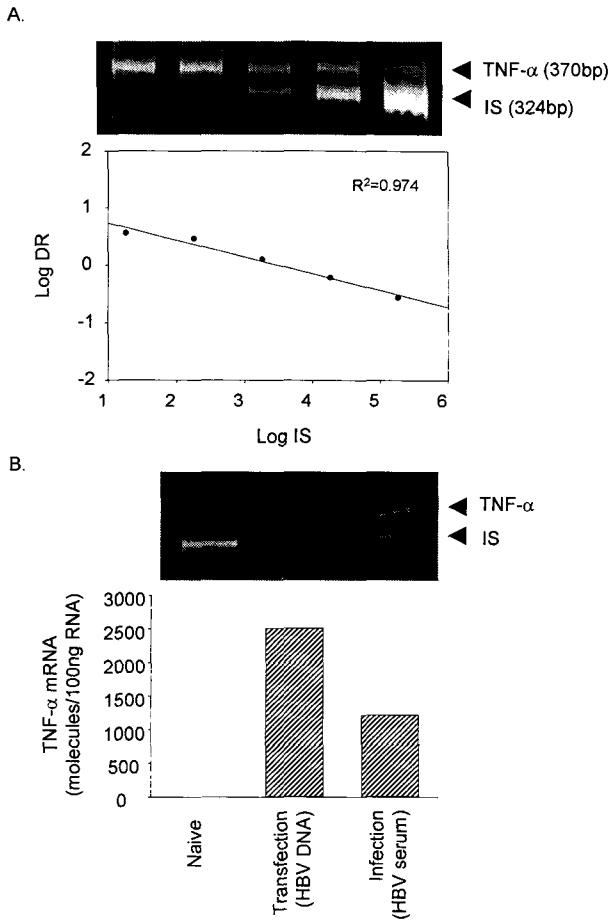 A.
TNF-α (370bp)
IS (324bp)
R²=0.974
2
1
0
-1
-2
Log DR
1 2 3 4 5 6
Log IS
B.
TNF-α
IS
3000
2500
2000
1500
1000
500
0
TNF-α mRNA
(molecules/100ng RNA)
Naive
Transfection
(HBV DNA)
Infection
(HBV serum)